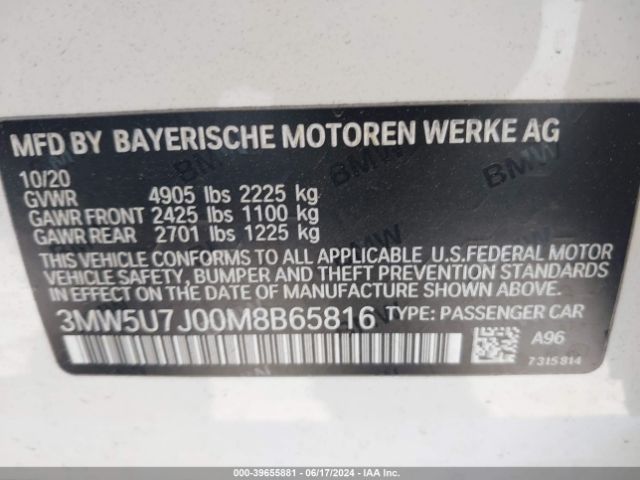 MFD BY BAYERISCHE MOTOREN WERKE AG
10/20
GVWR 4905 lbs 2225 kg
GAWR FRONT 2425 lbs 1100 kg
GAWR REAR 2701 lbs 1225 kg
THIS VEHICLE CONFORMS TO ALL APPLICABLE U.S.FEDERAL MOTOR
VEHICLE SAFETY, BUMPER AND THEFT PREVENTION STANDARDS
IN EFFECT ON THE DATE OF MANUFACTURE SHOWN ABOVE.
3MW5U7J00M8B65816 TYPE: PASSENGER CAR
A96
7315814
000-39655881 - 06/17/2024 - IAA Inc.